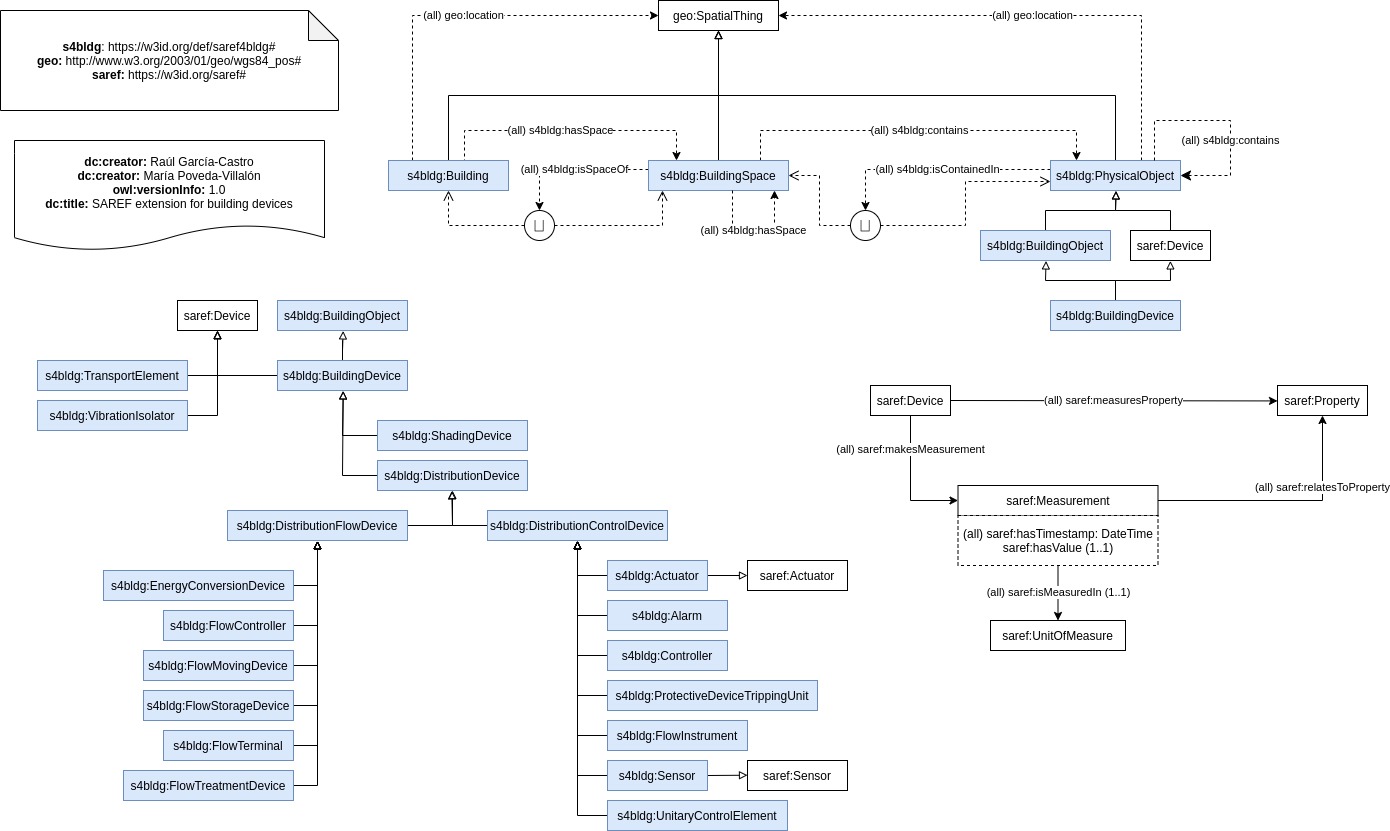 s4bldg: https://w3id.org/def/saref4bldg#
geo: http://www.w3.org/2003/01/geo/wgs84_pos#
saref: https://w3id.org/saref#
dc:creator: Raúl García-Castro
dc:creator: María Poveda-Villalón
owl:versionInfo: 1.0
dc:title: SAREF extension for building devices
(all) geo:location
geo:SpatialThing
(all) geo:location
(all) s4bldg:hasSpace
(all) s4bldg:contains
(all) s4bldg:contains
s4bldg:Building
(all) s4bldg:isSpaceOf
s4bldg:BuildingSpace
(all) s4bldg:isContainedIn
s4bldg:PhysicalObject
⨆
(all) s4bldg:hasSpace
⨆
s4bldg:BuildingObject
saref:Device
s4bldg:BuildingDevice
saref:Device
s4bldg:BuildingObject
s4bldg:TransportElement
s4bldg:BuildingDevice
s4bldg:VibrationIsolator
s4bldg:ShadingDevice
s4bldg:DistributionDevice
s4bldg:DistributionFlowDevice
s4bldg:DistributionControlDevice
s4bldg:EnergyConversionDevice
s4bldg:FlowController
s4bldg:FlowMovingDevice
s4bldg:FlowStorageDevice
s4bldg:FlowTerminal
s4bldg:FlowTreatmentDevice
s4bldg:Actuator
saref:Actuator
s4bldg:Alarm
s4bldg:Controller
s4bldg:ProtectiveDeviceTrippingUnit
s4bldg:FlowInstrument
s4bldg:Sensor
saref:Sensor
s4bldg:UnitaryControlElement
saref:Device
(all) saref:measuresProperty
saref:Property
(all) saref:makesMeasurement
(all) saref:relatesToProperty
saref:Measurement
(all) saref:hasTimestamp: DateTime
saref:hasValue (1..1)
(all) saref:isMeasuredIn (1..1)
saref:UnitOfMeasure